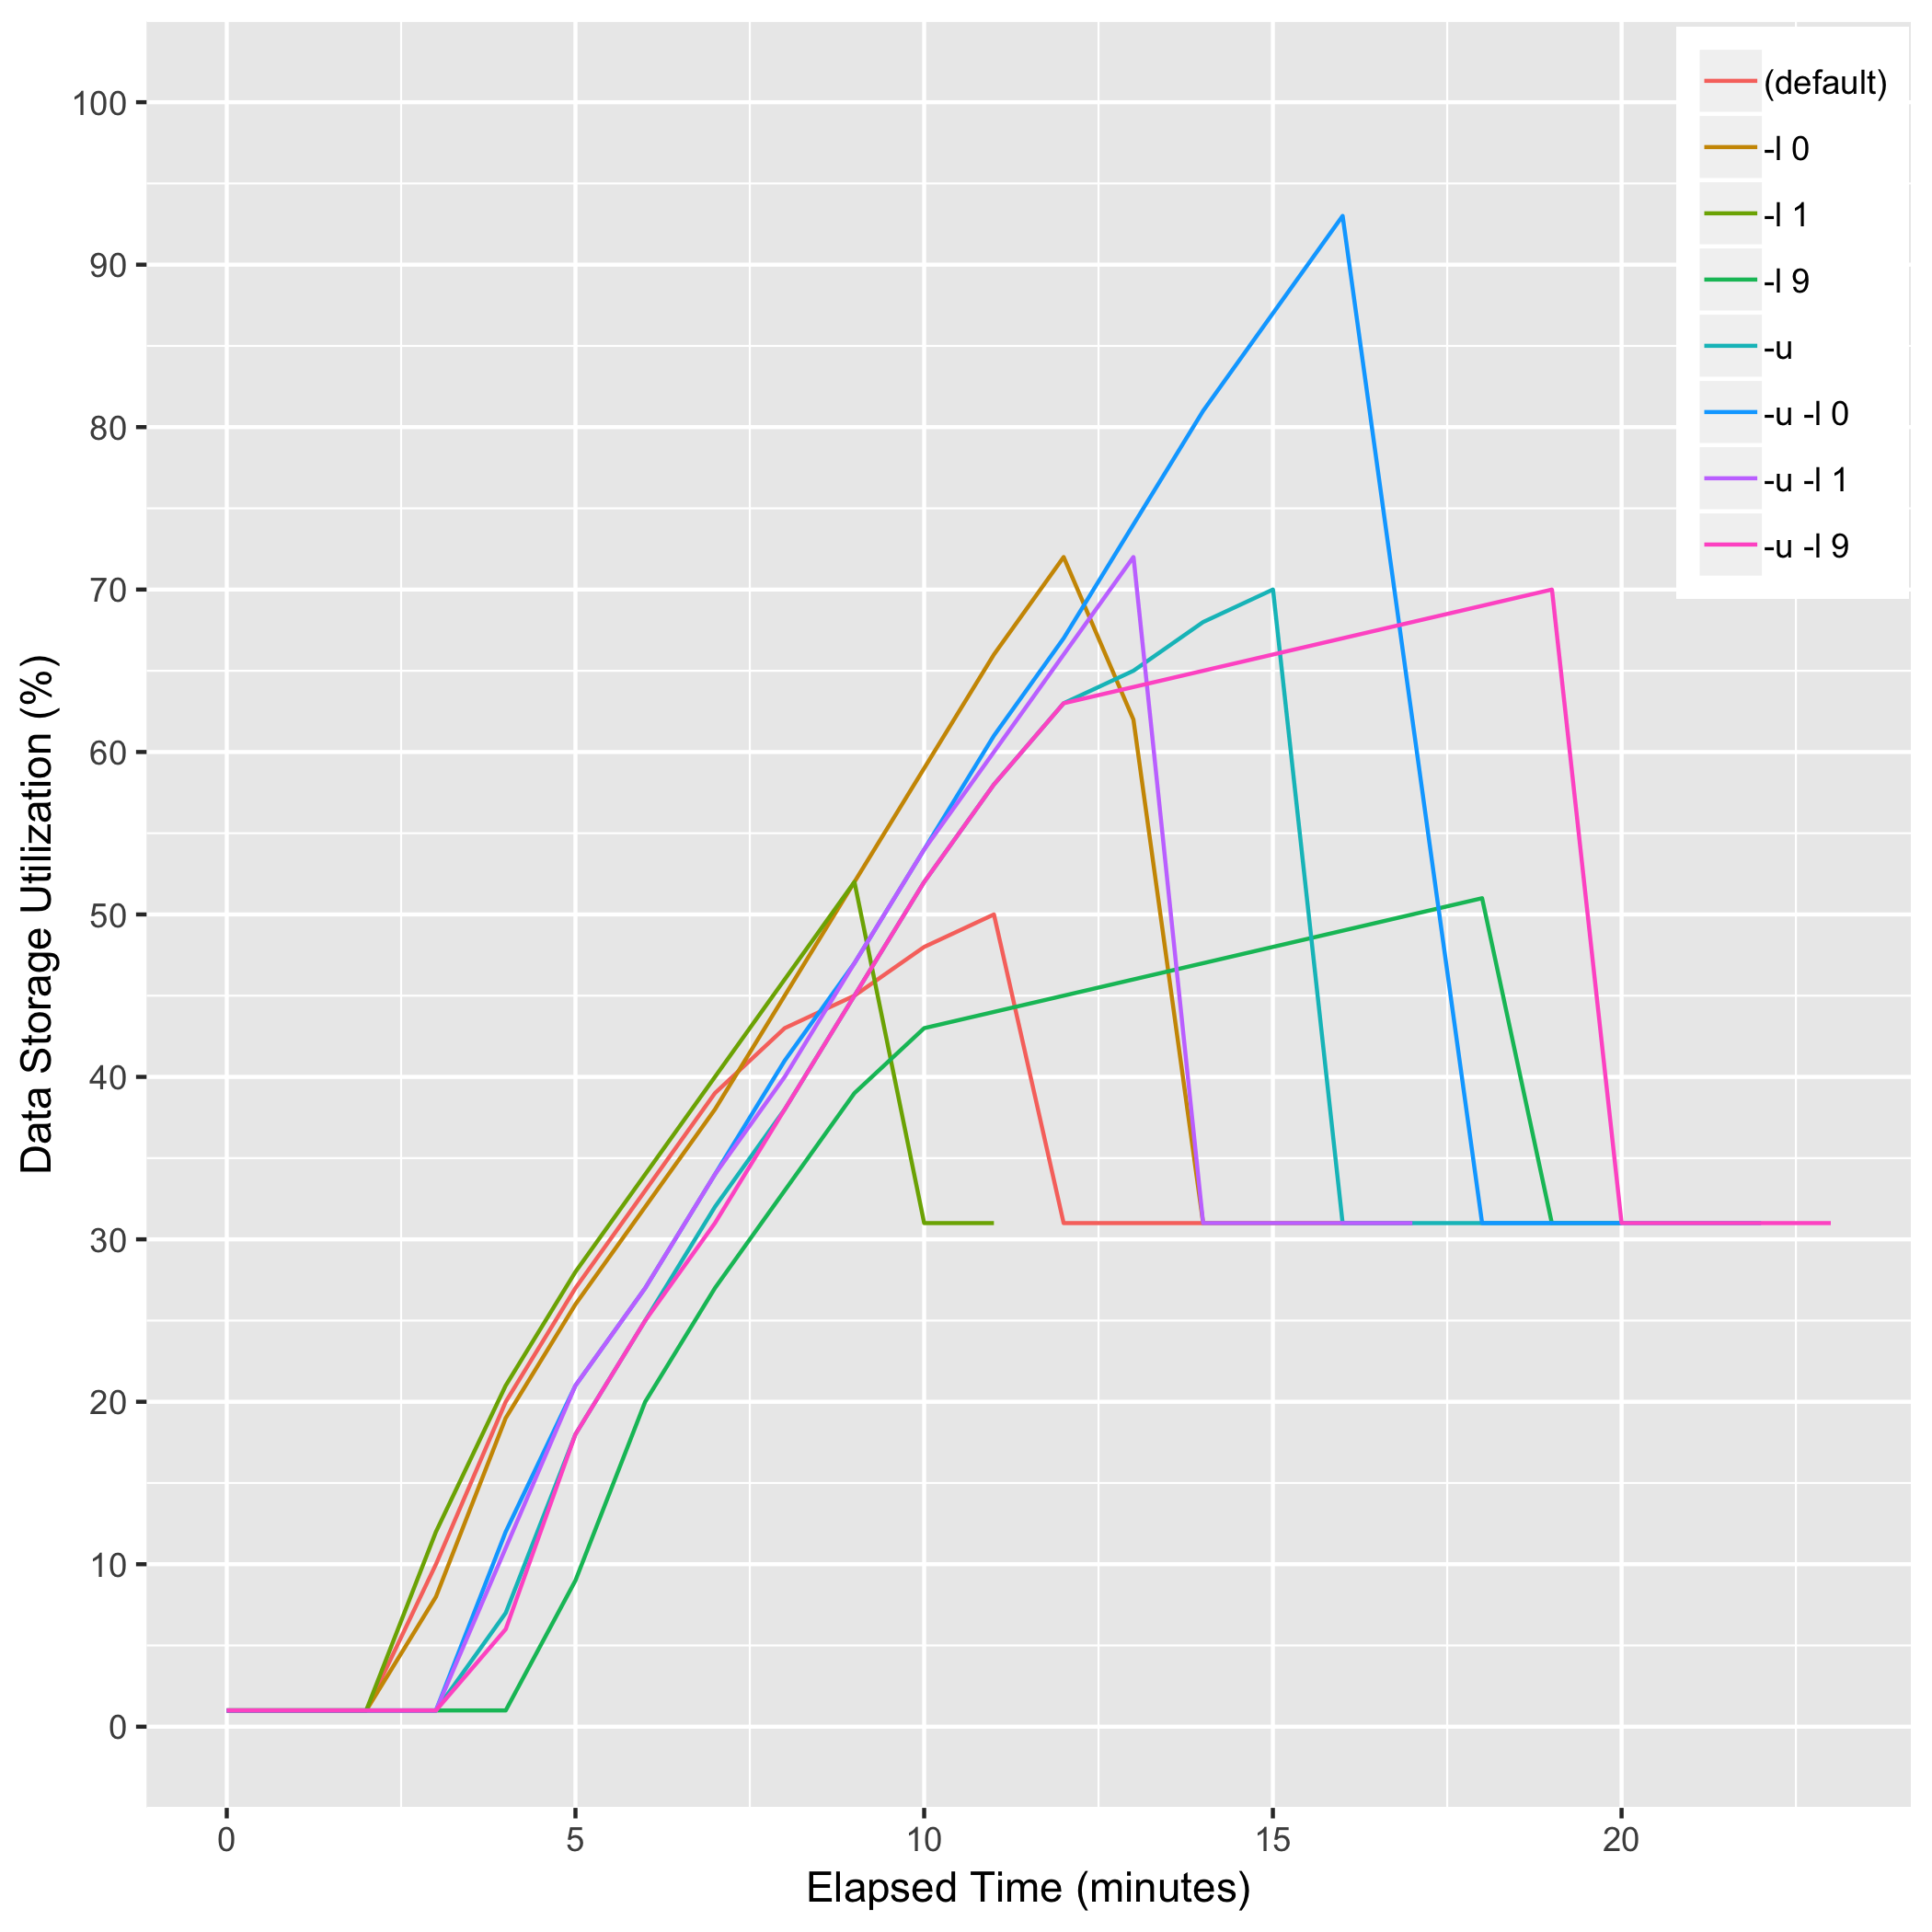 (default)
-l 0
-l 1
-l 9
-u
-u -l 0
-u -l 1
-u -l 9
100
90
80
70
60
50
40
30
20
10
0
Data Storage Utilization (%)
0 5 10 15 20
Elapsed Time (minutes)